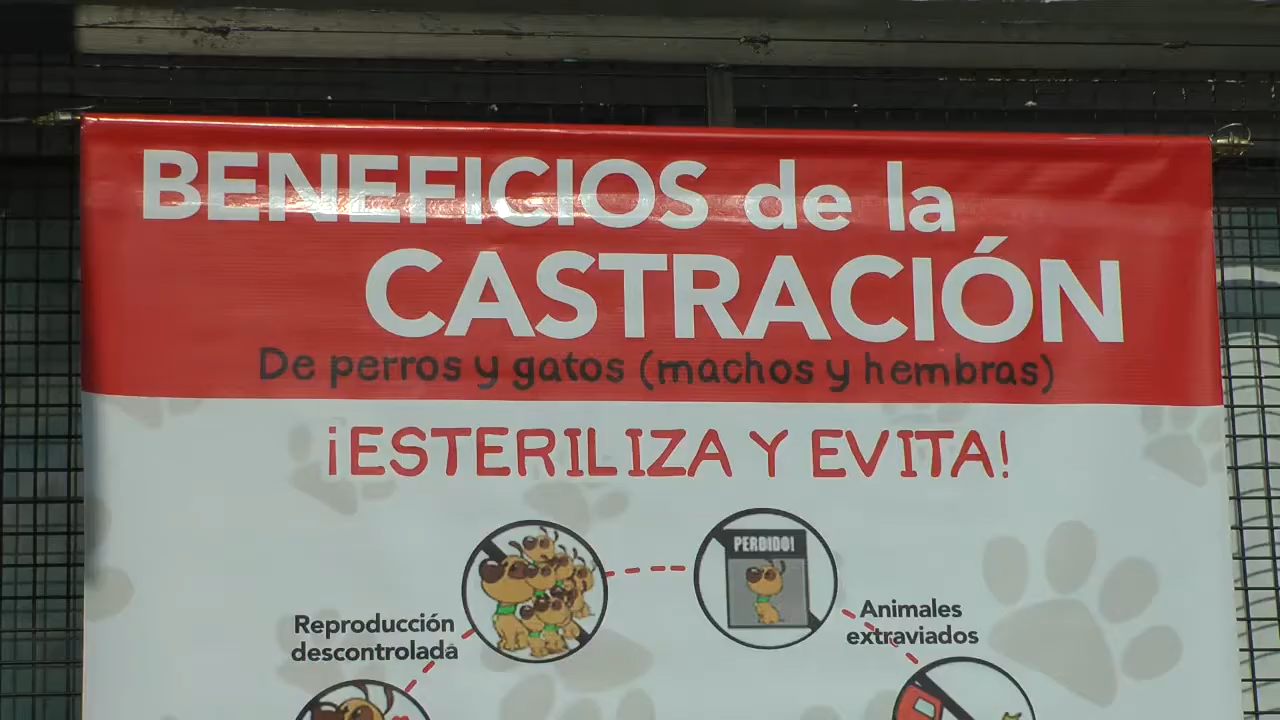 BENEFICIOS de la
CASTRACIÓN
De perros y gatos (machos y hembras)
¡ESTERILIZA Y EVITA!
PERDIDO!
Reproducción
descontrolada
Animales
extraviados